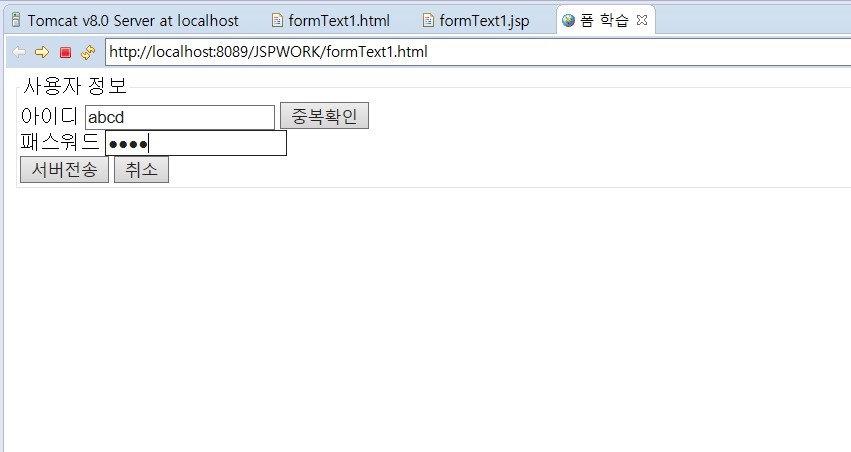 Tomcat v8.0 Server at localhost formText1.html formText1.jsp 폼 학습
http://localhost:8089/JSPWORK/formText1.html
사용자 정보
아이디 abcd 중복확인
패스워드 ●●●●
서버전송 취소